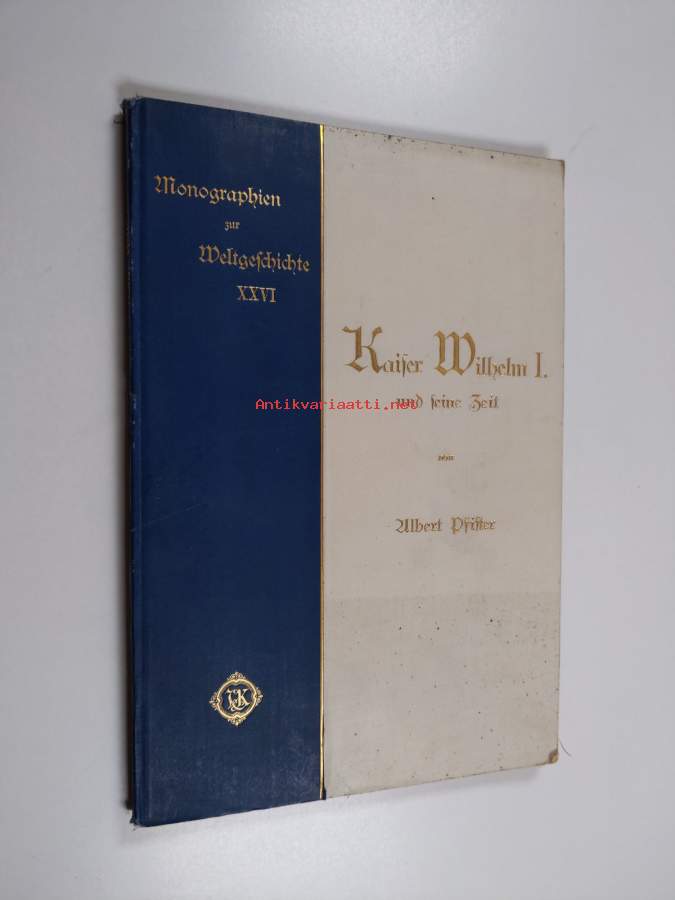 Monographien
zur
Weltgeschichte
XXVI
Kaiser Wilhelm I.
und seine Zeit
von
Albert Pfister
V&K
Antikvariaatti.net